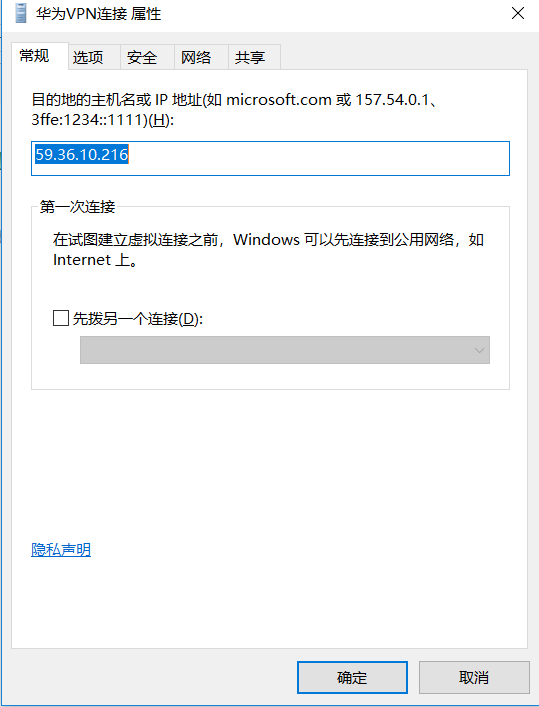 华为VPN连接 属性
常规
选项
安全
网络
共享
目的地的主机名或 IP 地址(如 microsoft.com 或 157.54.0.1、
3ffe:1234::1111)(H):
59.36.10.216
第一次连接
在试图建立虚拟连接之前，Windows 可以先连接到公用网络，如
Internet 上。
先拨另一个连接(D):
隐私声明
确定
取消